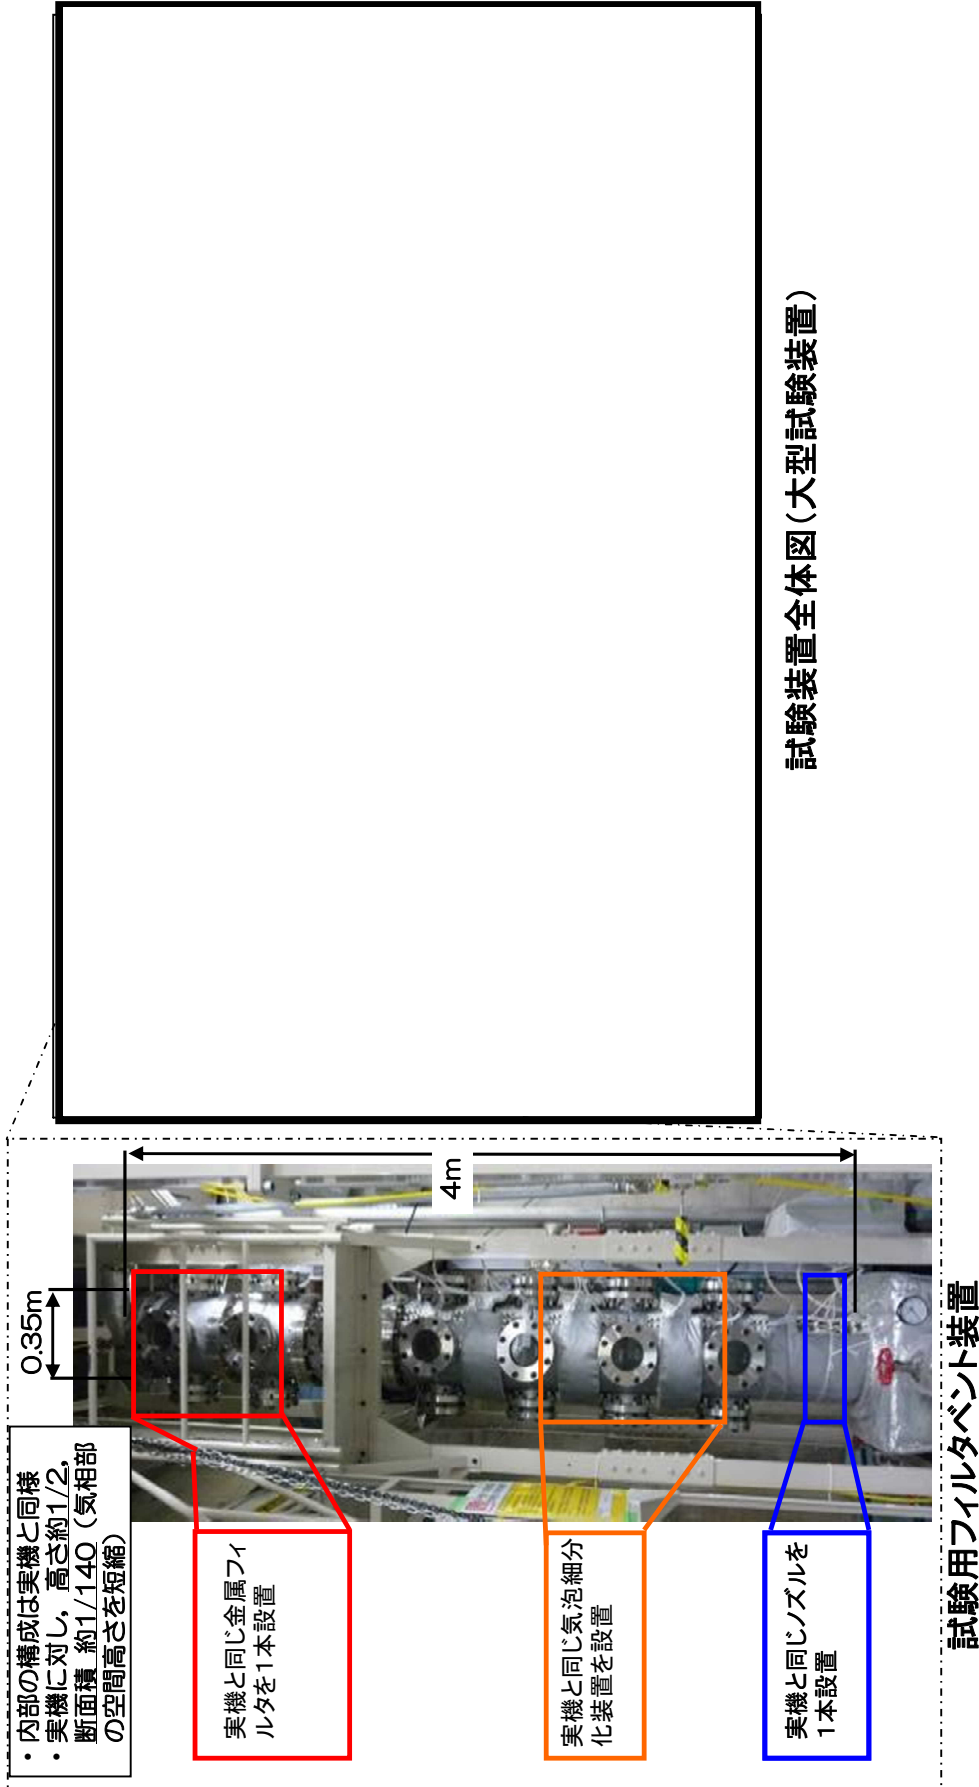 ・内部の構成は実機と同様
・実機に対し，高さ約1/2，
断面積 約1/140（気相部
の空間高さを短縮）
0.35m
4m
実機と同じ金属フィ
ルタを1本設置
実機と同じ気泡細分
化装置を設置
実機と同じノズルを
1本設置
試験用フィルタベント装置
試験装置全体図（大型試験装置）